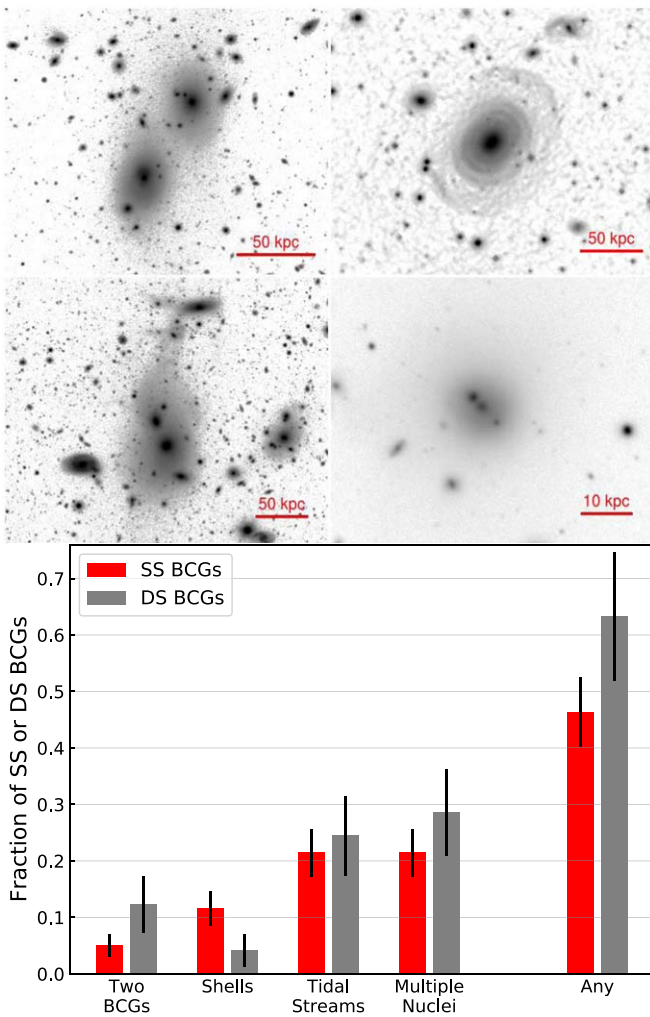 50 kpc
50 kpc
50 kpc
10 kpc
SS BCGs
DS BCGs
Fraction of SS or DS BCGs
0.7
0.6
0.5
0.4
0.3
0.2
0.1
0.0
Two
BCGs
Shells
Tidal
Streams
Multiple
Nuclei
Any